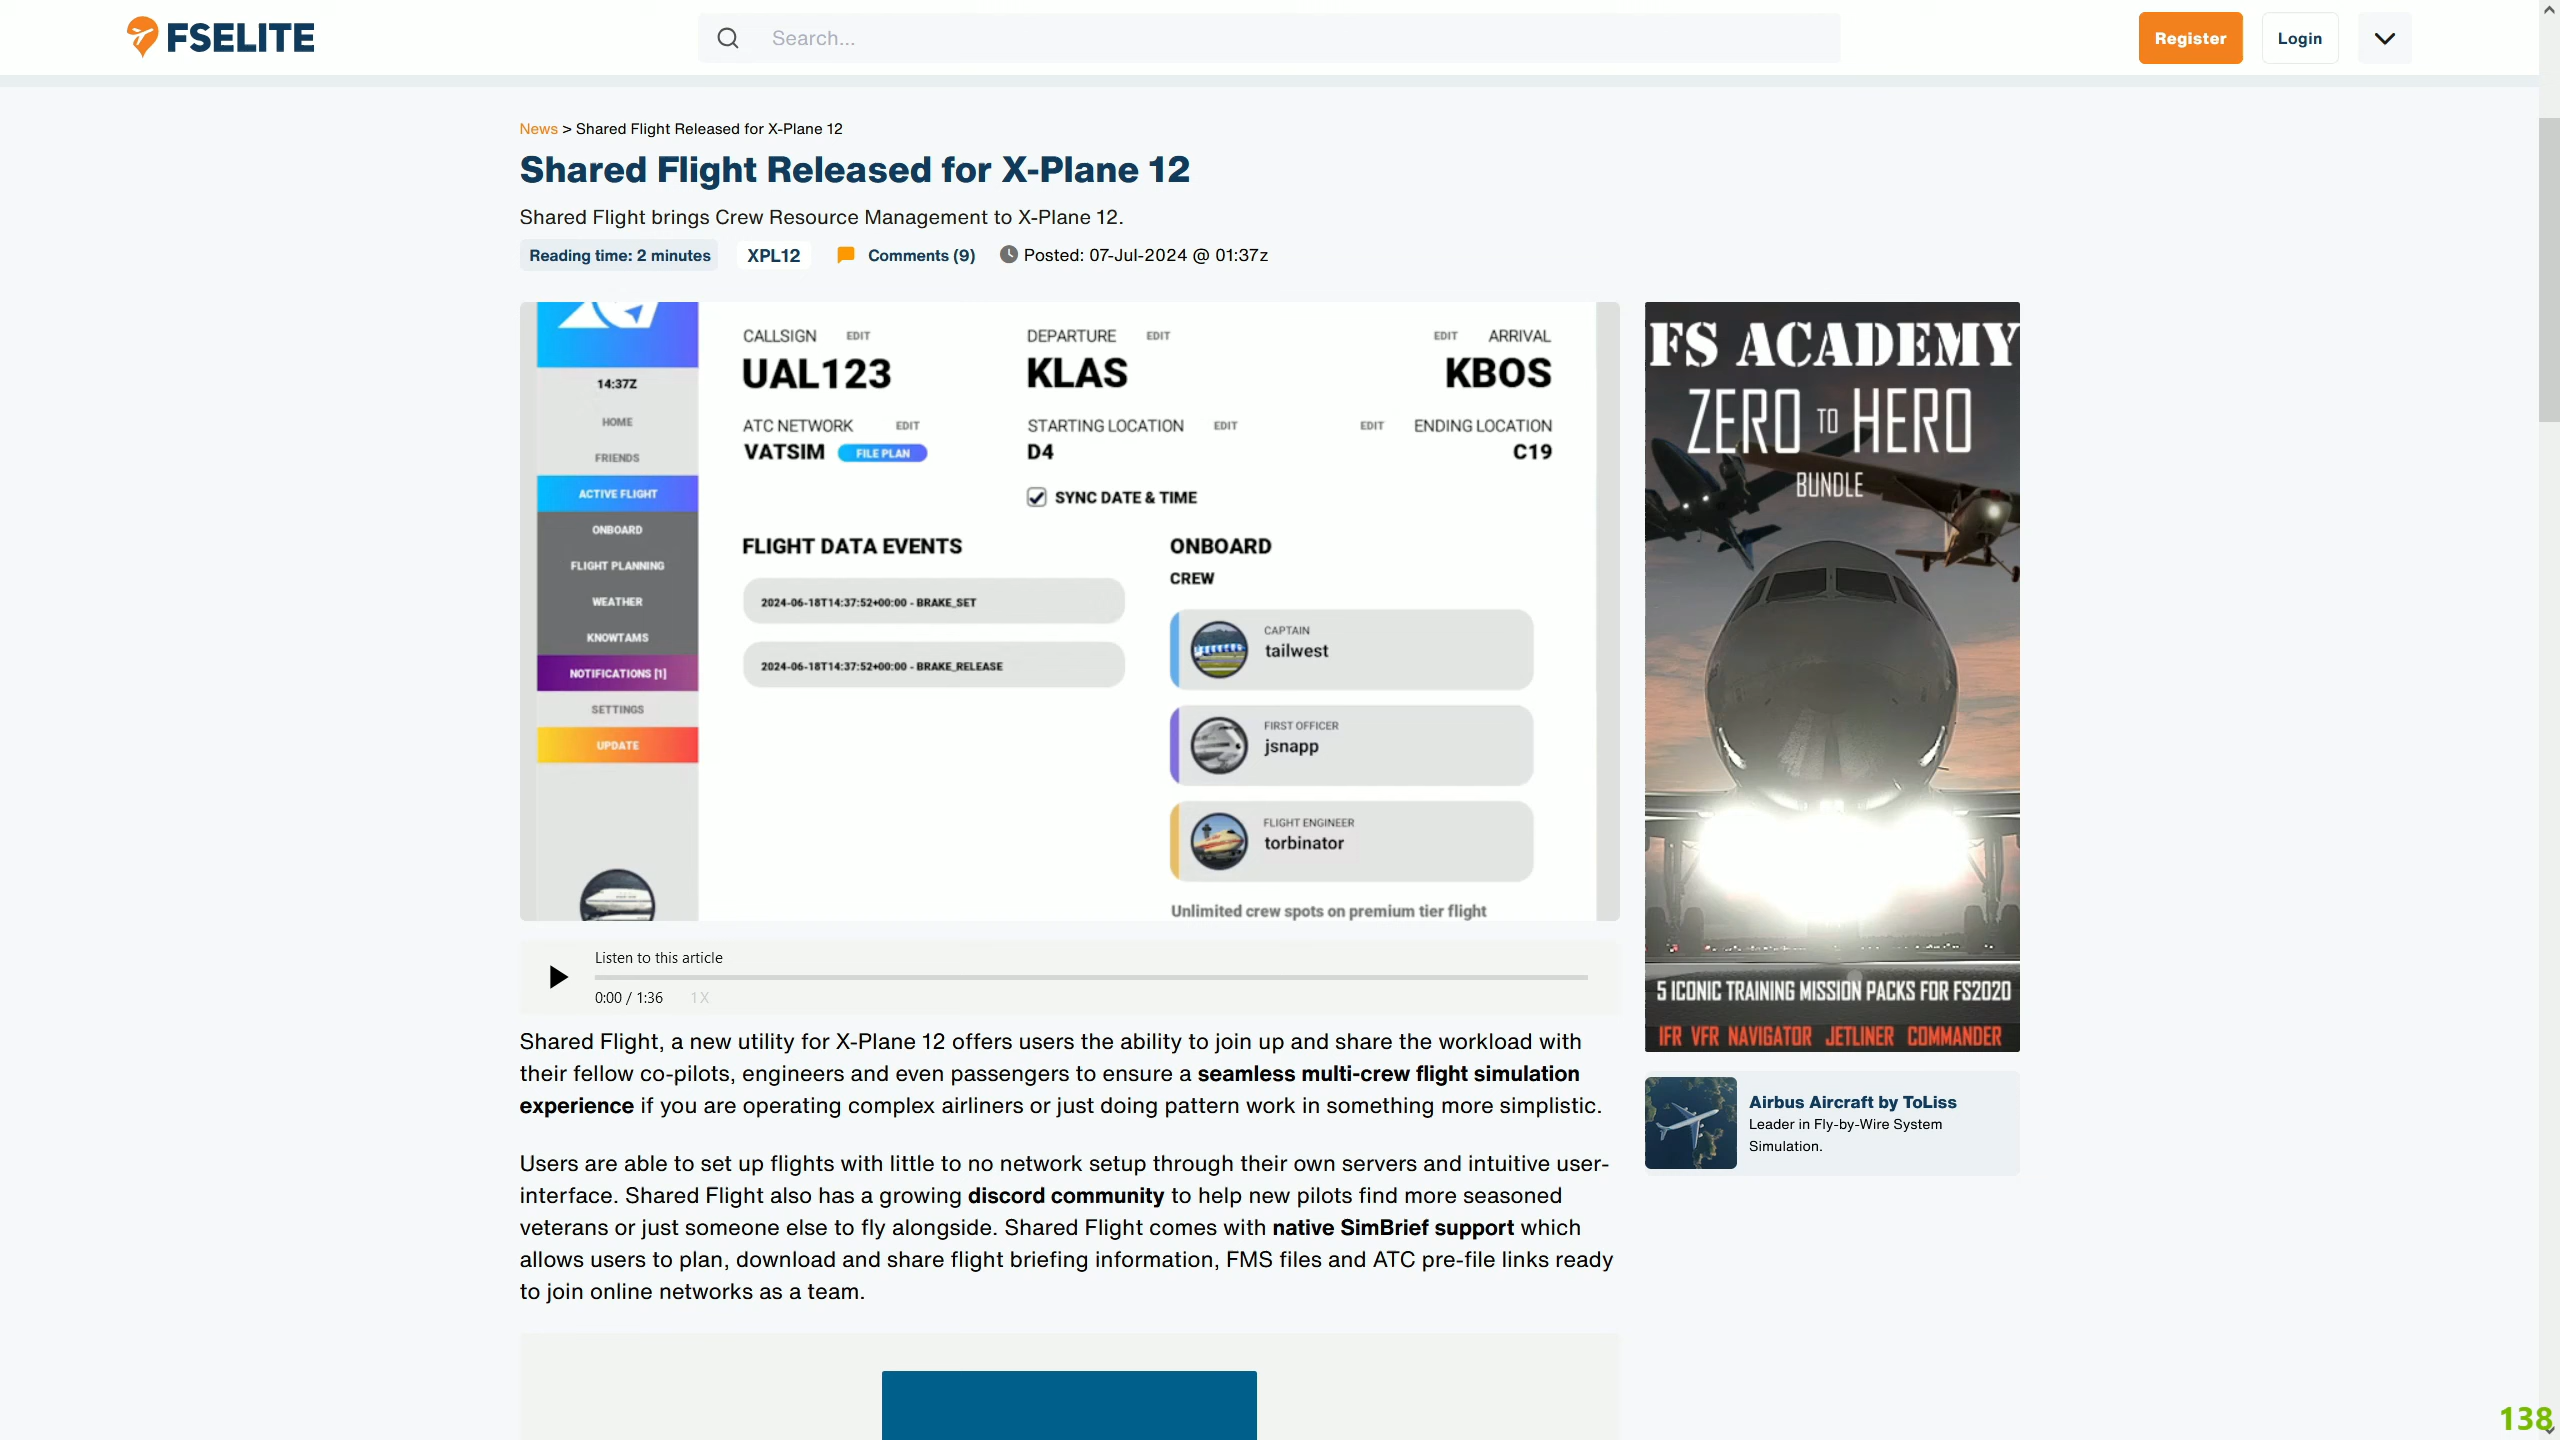 FSELITE
Search...
Register
Login
News > Shared Flight Released for X-Plane 12
Shared Flight Released for X-Plane 12
Shared Flight brings Crew Resource Management to X-Plane 12.
Reading time: 2 minutes
XPL12
Comments (9)
Posted: 07-Jul-2024 @ 01:37z
14:37Z
HOME
FRIENDS
ACTIVE FLIGHT
ONBOARD
FLIGHT PLANNING
WEATHER
KNOWTAMS
NOTIFICATIONS [1]
SETTINGS
UPDATE
CALLSIGN EDIT
UAL123
DEPARTURE EDIT
KLAS
EDIT ARRIVAL
KBOS
ATC NETWORK EDIT
VATSIM FILE PLAN
STARTING LOCATION EDIT
D4
EDIT ENDING LOCATION
C19
SYNC DATE & TIME
FLIGHT DATA EVENTS
2024-06-18T14:37:52+00:00 - BRAKE_SET
2024-06-18T14:37:52+00:00 - BRAKE_RELEASE
ONBOARD
CREW
CAPTAIN
tailwest
FIRST OFFICER
jsnapp
FLIGHT ENGINEER
torbinator
Unlimited crew spots on premium tier flight
FS ACADEMY
ZERO TO HERO
BUNDLE
5 ICONIC TRAINING MISSION PACKS FOR FS2020
IFR VFR NAVIGATOR JETLINER COMMANDER
Airbus Aircraft by ToLiss
Leader in Fly-by-Wire System
Simulation.
Listen to this article
0:00 / 1:36 1X
Shared Flight, a new utility for X-Plane 12 offers users the ability to join up and share the workload with
their fellow co-pilots, engineers and even passengers to ensure a seamless multi-crew flight simulation
experience if you are operating complex airliners or just doing pattern work in something more simplistic.
Users are able to set up flights with little to no network setup through their own servers and intuitive user-
interface. Shared Flight also has a growing discord community to help new pilots find more seasoned
veterans or just someone else to fly alongside. Shared Flight comes with native SimBrief support which
allows users to plan, download and share flight briefing information, FMS files and ATC pre-file links ready
to join online networks as a team.
138